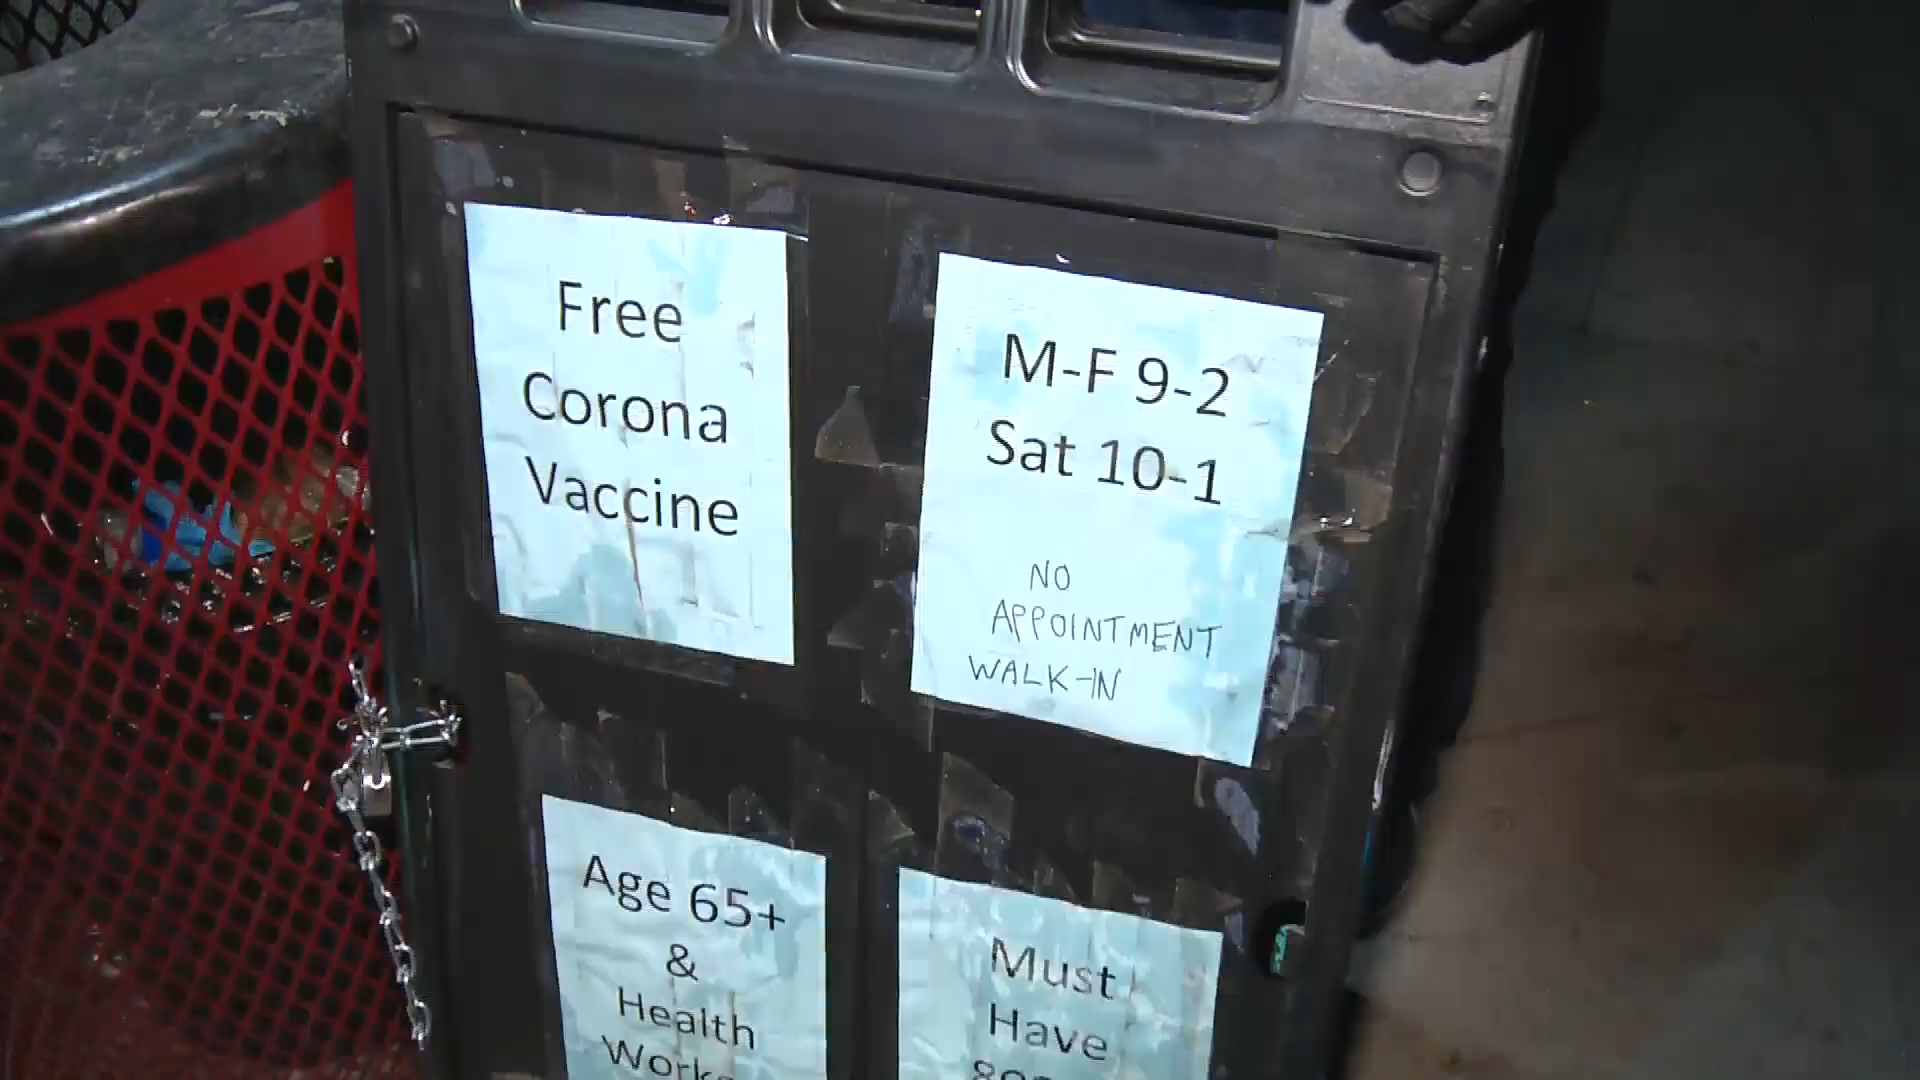 Free
Corona
Vaccine
M-F 9-2
Sat 10-1
NO
APPOINTMENT
WALK-IN
Age 65+
&
Health
Must
Have